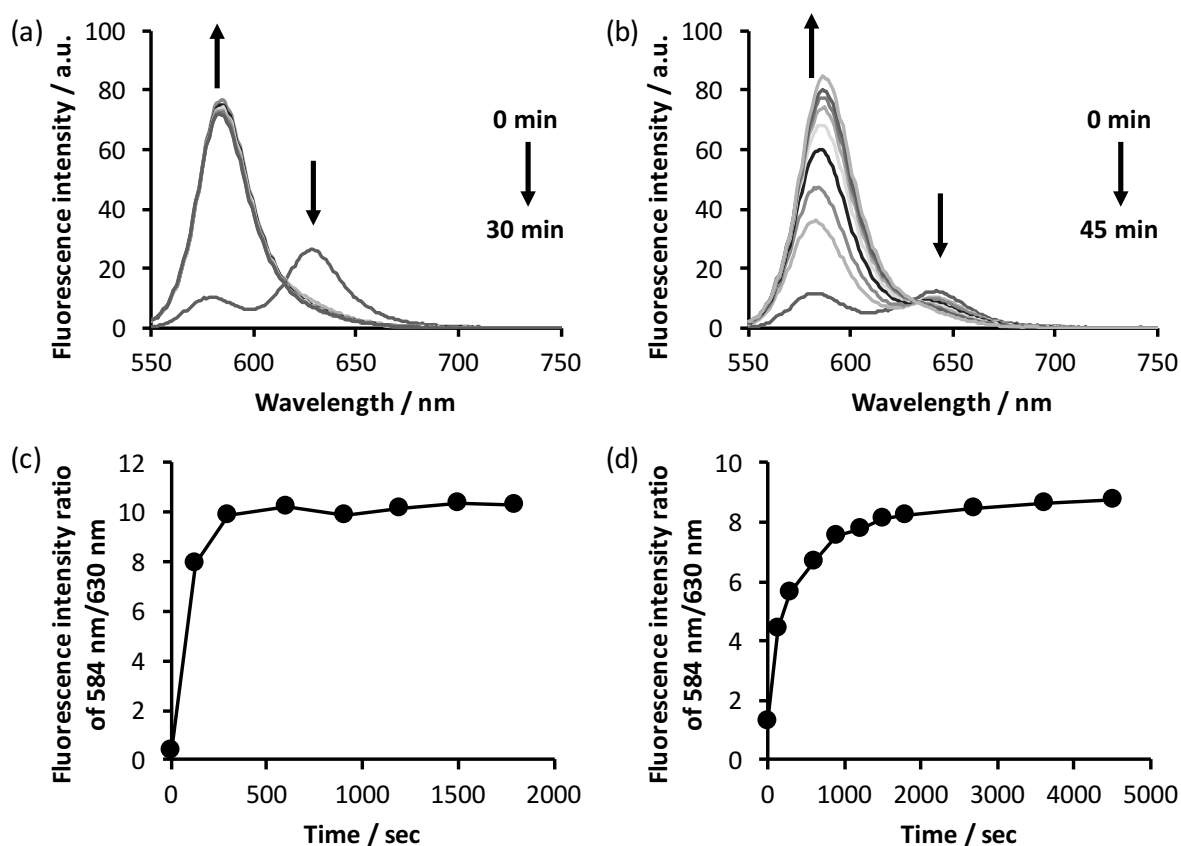 (a)
Fluorescence intensity / a.u.
100
80
60
40
20
0
550 600 650 700 750
Wavelength / nm
0 min
30 min
(b)
Fluorescence intensity / a.u.
100
80
60
40
20
0
550 600 650 700 750
Wavelength / nm
0 min
45 min
(c)
Fluorescence intensity ratio
of 584 nm/630 nm
12
10
8
6
4
2
0
0 500 1000 1500 2000
Time / sec
(d)
Fluorescence intensity ratio
of 584 nm/630 nm
10
8
6
4
2
0
0 1000 2000 3000 4000 5000
Time / sec